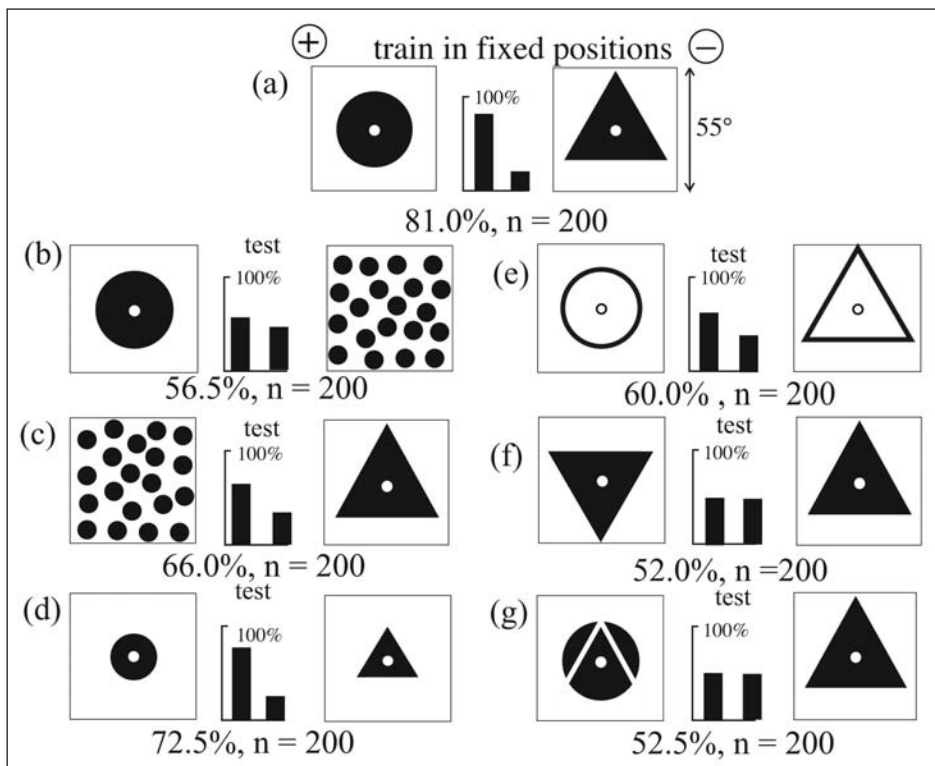 + train in fixed positions −
(a)
100%
55°
81.0%, n = 200
(b)
test
100%
56.5%, n = 200
(e)
test
100%
60.0% , n = 200
(c)
test
100%
66.0%, n = 200
(f)
test
100%
52.0%, n =200
(d)
test
100%
72.5%, n = 200
(g)
test
100%
52.5%, n = 200